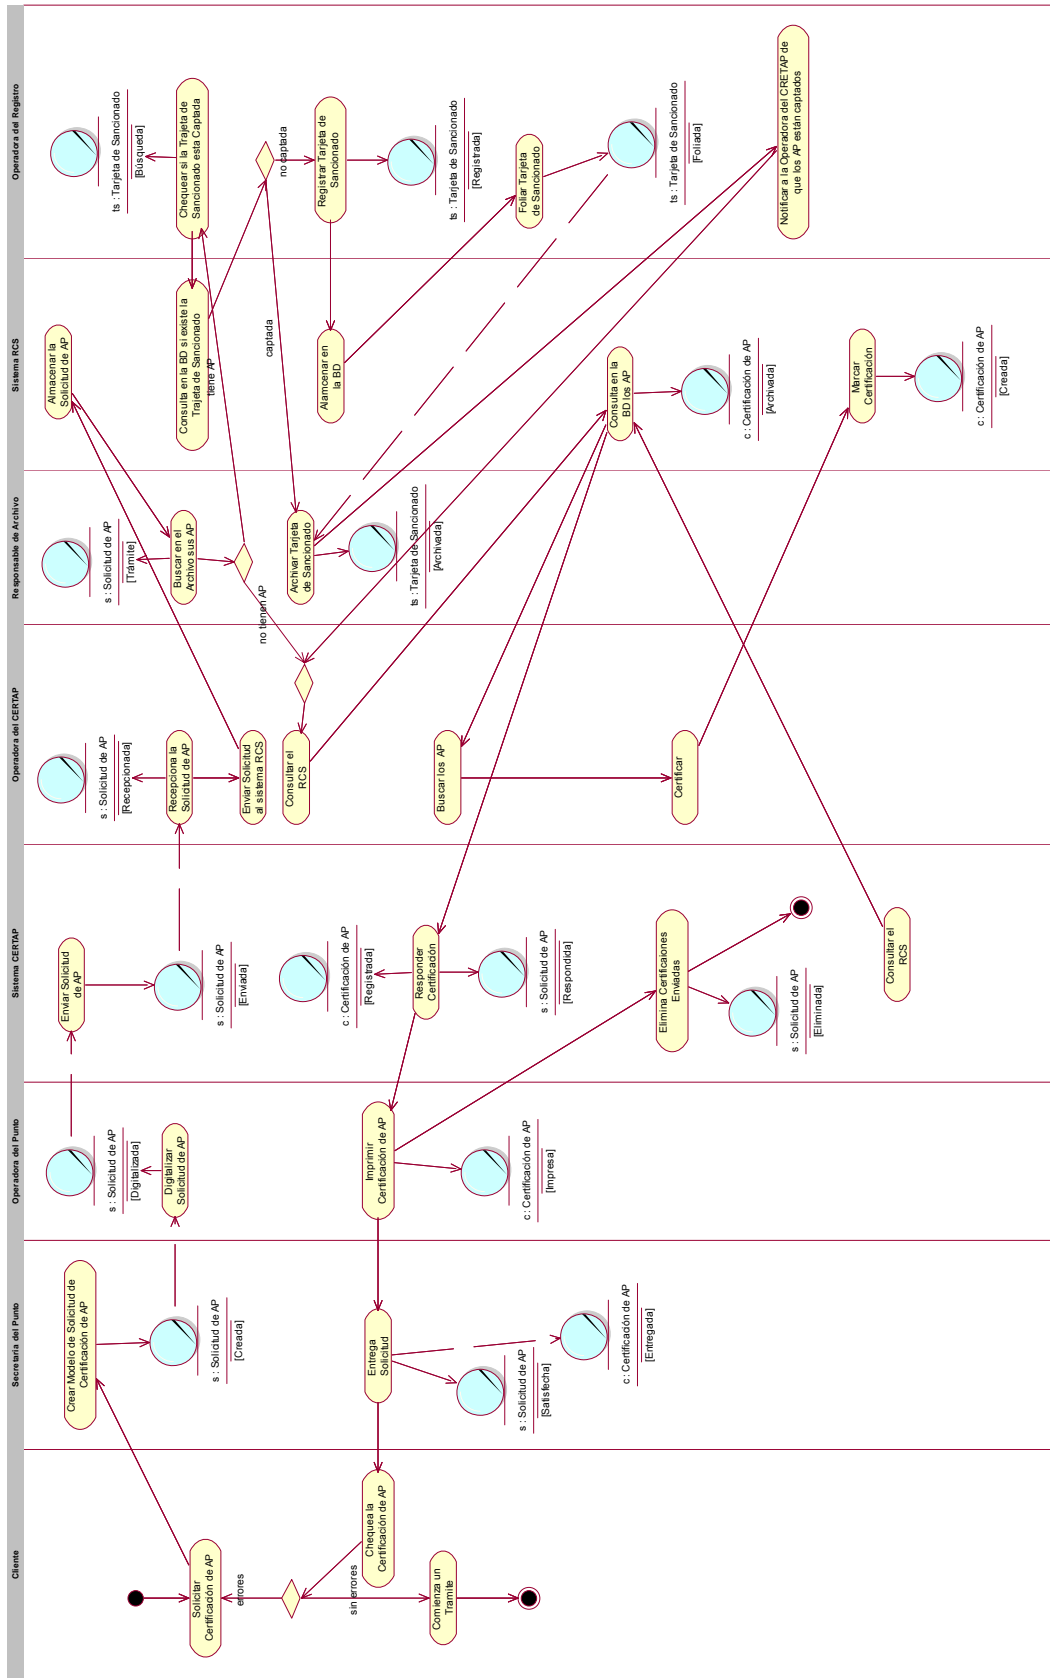 Cliente
Secretaria del Punto
Operadora del Punto
Sistema CERTAP
Operadora del CERTAP
Responsable de Archivo
Sistema RCS
Operadora del Registro
Solicitar
Certificación de AP
errores
sin errores
Comienza un
Tramite
Chequea la
Certificación de AP
Crear Modelo de Solicitud de
Certificación de AP
s : Solicitud de AP
[Creada]
Entrega
Solicitud
s : Solicitud de AP
[Satisfecha]
c : Certificación de AP
[Entregada]
s : Solicitud de AP
[Digitalizada]
Digitalizar
Solicitud de AP
Imprimir
Certificación de AP
c : Certificación de AP
[Impresa]
Enviar Solicitud
de AP
s : Solicitud de AP
[Enviada]
c : Certificación de AP
[Registrada]
Responder
Certificación
s : Solicitud de AP
[Respondida]
Elimina Certificaiones
Enviadas
s : Solicitud de AP
[Eliminada]
Consultar el
RCS
s : Solicitud de AP
[Recepcionada]
Recepciona la
Solicitud de AP
Enviar Solicitud
al sistema RCS
Consultar el
RCS
Buscar los AP
Certificar
s : Solicitud de AP
[Trámite]
Buscar en el
Archivo sus AP
no tienen AP
tiene AP
Archivar Tarjeta
de Sancionado
ts : Tarjeta de Sancionado
[Archivada]
Almacenar la
Solicitud de AP
Consulta en la BD si existe la
Trajeta de Sancionado
captada
Alamcenar en
la BD
Consulta en la
BD los AP
c : Certificación de AP
[Archivada]
Marcar
Certificación
c : Certificación de AP
[Creada]
ts : Tarjeta de Sancionado
[Búsqueda]
Chequear si la Trajeta de
Sancionado esta Captada
no captada
Registrar Tarjeta de
Sancionado
ts : Tarjeta de Sancionado
[Registrada]
Foliar Tarjeta
de Sancionado
ts : Tarjeta de Sancionado
[Foliada]
Notificar a la Operadora del CRETAP de
que los AP están captados